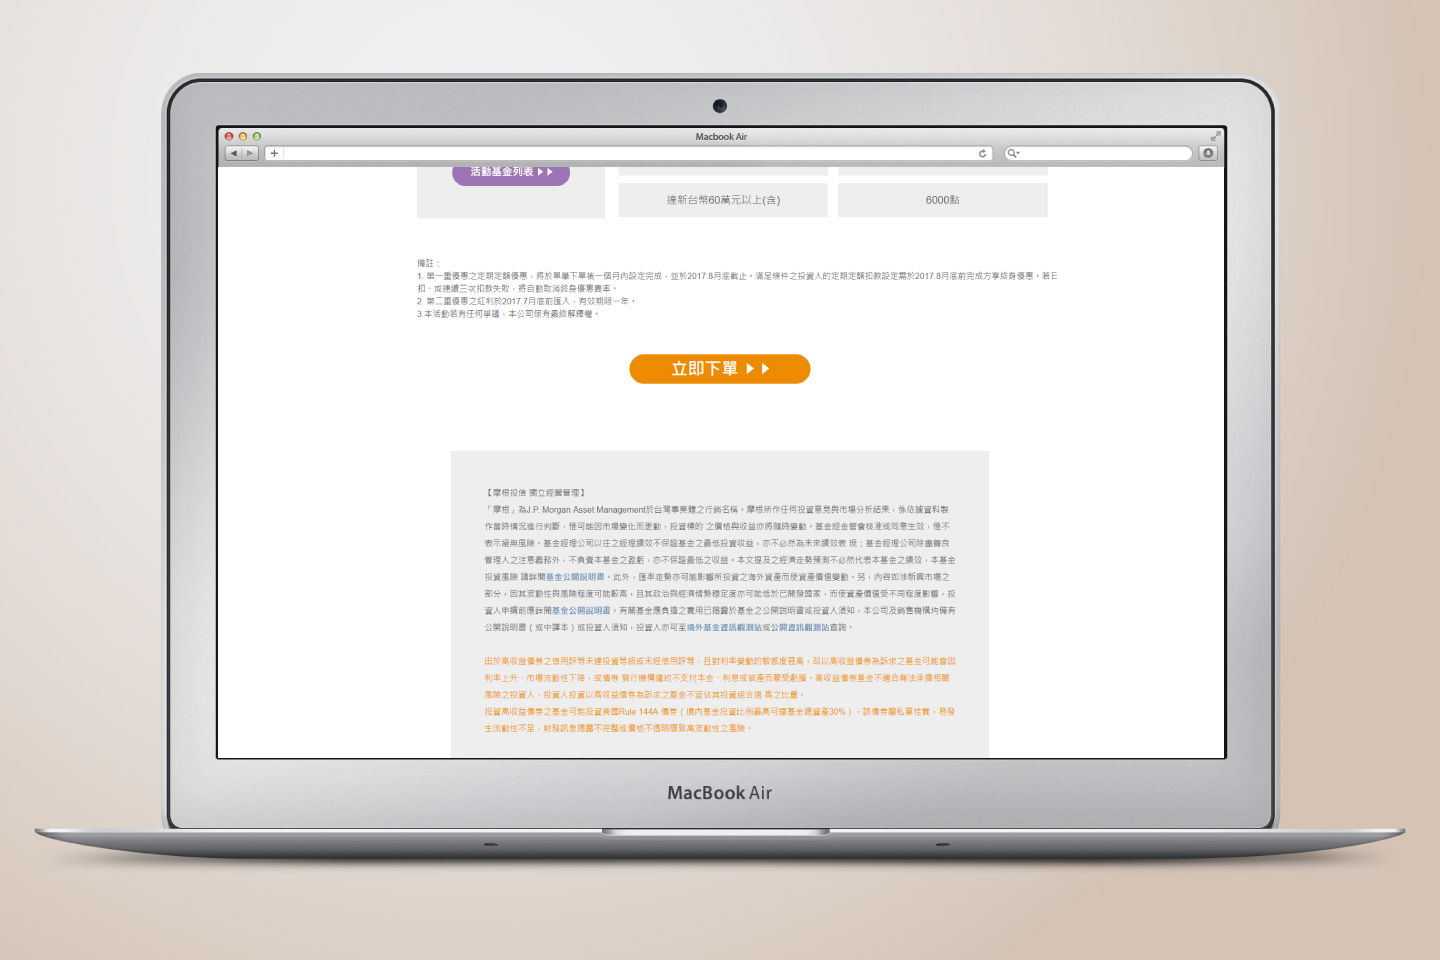 Macbook Air
活動基金列表
達新台幣60萬元以上(含)
6000點
備註：
1. 第一重優惠之定期定額優惠，將於單筆下單後一個月內設定完成，並於2017.8月底截止。滿足條件之投資人的定期定額扣款設定需於2017.8月底前完成方享終身優惠。若日
扣、或連續三次扣款失敗，將自動取消終身優惠費率。
2. 第二重優惠之紅利於2017.7月底前匯入，有效期限一年。
3.本活動若有任何爭議，本公司保有最終解釋權。
立即下單
【摩根投信 獨立經營管理】
「摩根」為J.P. Morgan Asset Management於台灣事業體之行銷名稱。摩根所作任何投資意見與市場分析結果，係依據資料製
作當時情況進行判斷，惟可能因市場變化而更動，投資標的 之價格與收益亦將隨時變動。基金經金管會核准或同意生效，惟不
表示絕無風險。基金經理公司以往之經理績效不保證基金之最低投資收益，亦不必然為未來績效表 現；基金經理公司除盡善良
管理人之注意義務外，不負責本基金之盈虧，亦不保證最低之收益。本文提及之經濟走勢預測不必然代表本基金之績效，本基金
投資風險 請詳閱基金公開說明書。此外，匯率走勢亦可能影響所投資之海外資產而使資產價值變動。另，內容如涉新興市場之
部分，因其波動性與風險程度可能較高，且其政治與經濟情勢穩定度亦可能低於已開發國家，而使資產價值受不同程度影響，投
資人申購前應詳閱基金公開說明書。有關基金應負擔之費用已揭露於基金之公開說明書或投資人須知，本公司及銷售機構均備有
公開說明書（或中譯本）或投資人須知，投資人亦可至境外基金資訊觀測站或公開資訊觀測站查詢。
由於高收益債券之信用評等未達投資等級或未經信用評等，且對利率變動的敏感度甚高，故以高收益債券為訴求之基金可能會因
利率上升、市場流動性下降，或債券 發行機構違約不支付本金、利息或破產而蒙受虧損。高收益債券基金不適合無法承擔相關
風險之投資人，投資人投資以高收益債券為訴求之基金不宜佔其投資組合過 高之比重。
投資高收益債券之基金可能投資美國Rule 144A 債券（境內基金投資比例最高可達基金總資產30%），該債券屬私募性質，易發
生流動性不足，財務訊息揭露不完整或價格不透明導致高波動性之風險。
MacBook Air